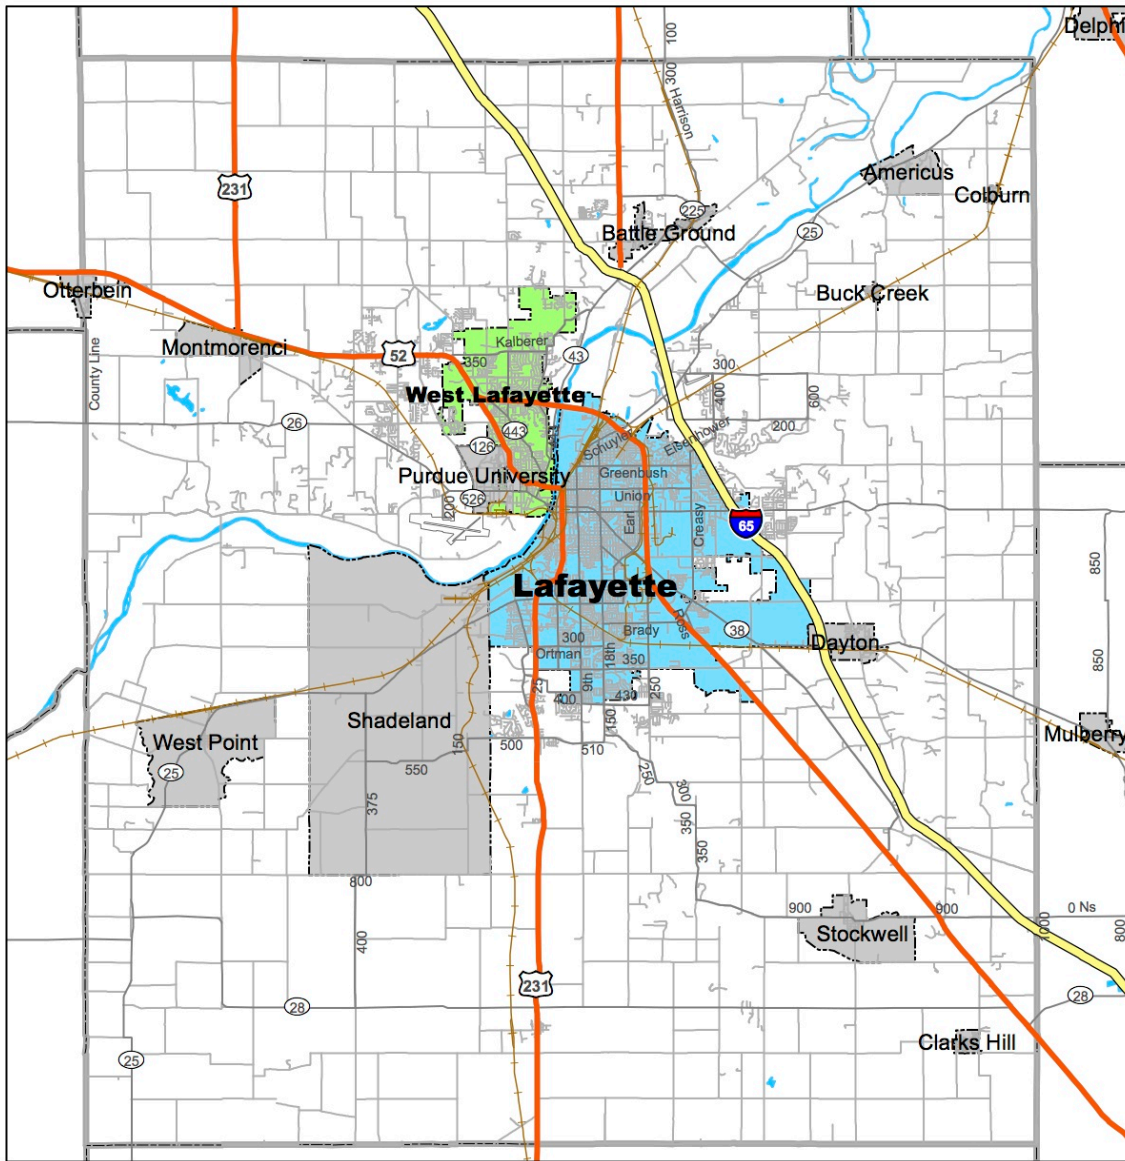 Delphi
100
300
Harrison
Americus
231
Colburn
225
Battle Ground
25
Otterbein
Buck Creek
Kalberer
Montmorenci
52
350
43
County Line
300
400
600
West Lafayette
26
443
200
126
Schuyler
Eisenhower
Purdue University
Greenbush
526
200
Union
Earl
Creasy
65
850
Lafayette
Ross
300
Brady
38
Dayton
Ortman
18th
350
850
25
9th
400
430
250
Shadeland
150
150
West Point
500
510
Mulberry
25
550
250
300
375
350
350
800
900
900
0 Ns
1000
800
Stockwell
400
231
28
28
Clarks Hill
25